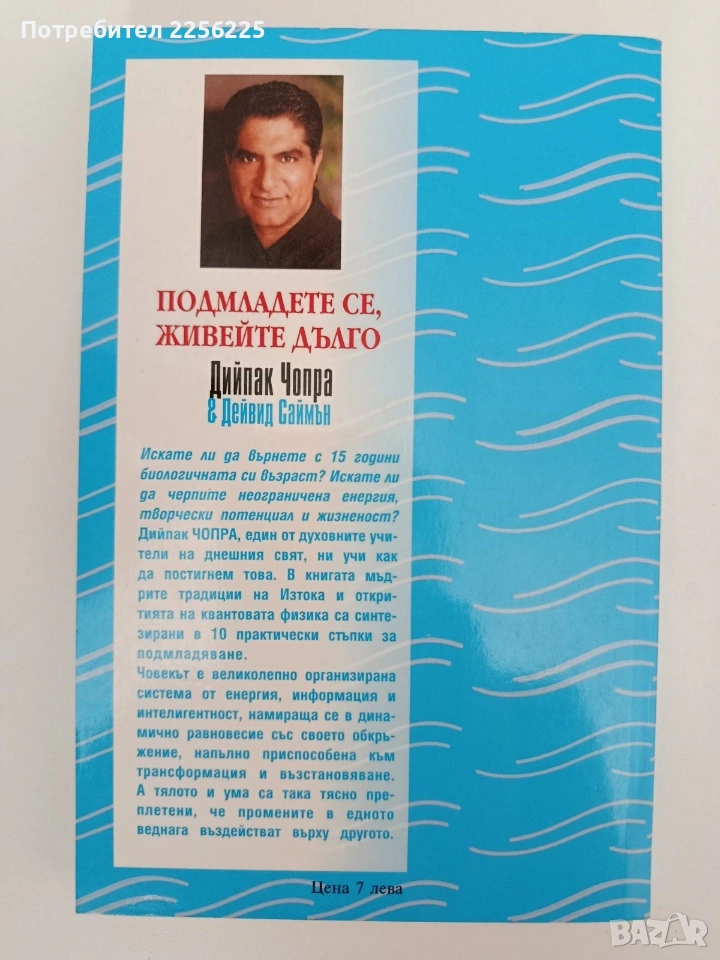 Потребител 2256225
ПОДМЛАДЕТЕ СЕ,
ЖИВЕЙТЕ ДЪЛГО
Дийпак Чопра
& Дейвид Саймън
Искате ли да върнете с 15 години
биологичната си възраст? Искате ли
да черпите неограничена енергия,
творчески потенциал и жизненост?
Дийпак ЧОПРА, един от духовните учи-
тели на днешния свят, ни учи как
да постигнем това. В книгата мъд-
рите традиции на Изтока и откри-
тията на квантовата физика са синте-
зирани в 10 практически стъпки за
подмладяване.
Човекът е великолепно организирана
система от енергия, информация и
интелигентност, намираща се в дина-
мично равновесие със своето обкръ-
жение, напълно приспособена към
трансформация и възстановяване.
А тялото и ума са така тясно пре-
плетени, че промените в едното
веднага въздействат върху другото.
Цена 7 лева
BAZAR